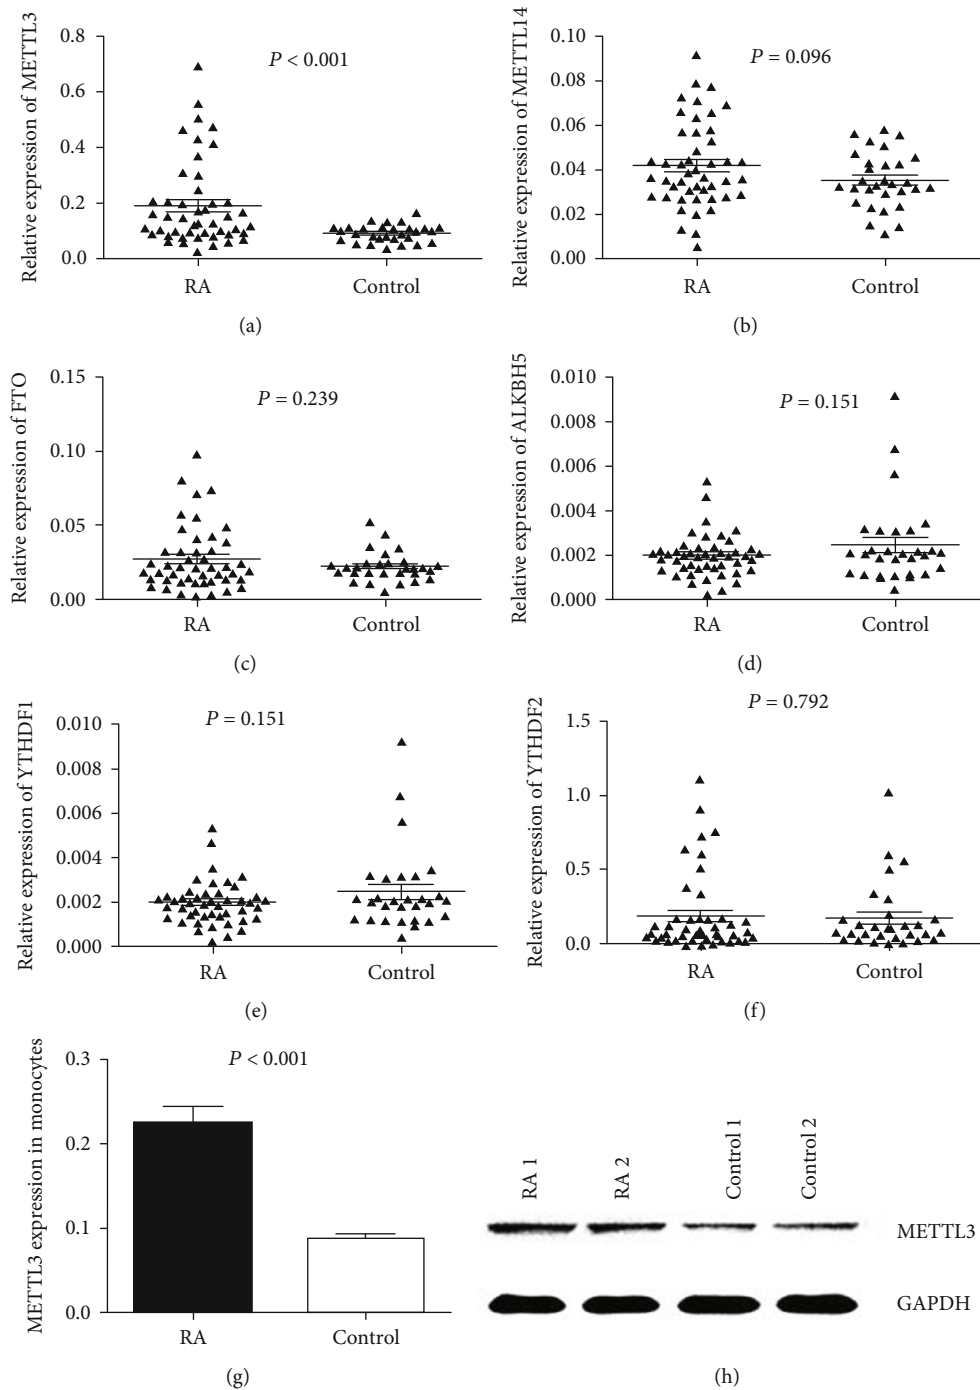 Relative expression of METTL3
0.8
0.6
0.4
0.2
0.0
P < 0.001
RA
Control
(a)
Relative expression of METTL14
0.10
0.08
0.06
0.04
0.02
0.00
P = 0.096
RA
Control
(b)
Relative expression of FTO
0.15
0.10
0.05
0.00
P = 0.239
RA
Control
(c)
Relative expression of ALKBH5
0.010
0.008
0.006
0.004
0.002
0.000
P = 0.151
RA
Control
(d)
Relative expression of YTHDF1
0.010
0.008
0.006
0.004
0.002
0.000
P = 0.151
RA
Control
(e)
Relative expression of YTHDF2
1.5
1.0
0.5
0.0
P = 0.792
RA
Control
(f)
METTL3 expression in monocytes
0.3
0.2
0.1
0.0
P < 0.001
RA
Control
(g)
RA 1
RA 2
Control 1
Control 2
METTL3
GAPDH
(h)